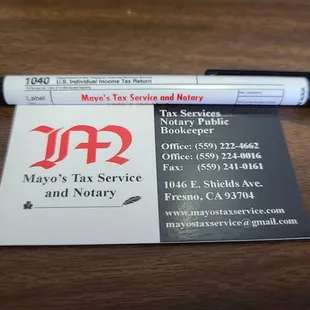 1040
U.S. Individual Income Tax Return
Label
Mayo's Tax Service and Notary
M
Mayo's Tax Service
and Notary
Tax Services
Notary Public
Bookkeeper
Office: (559) 222-4662
Office: (559) 224-0016
Fax: (559) 241-0161
1046 E. Shields Ave.
Fresno, CA 93704
www.mayostaxservice.com
mayostaxservice@gmail.com